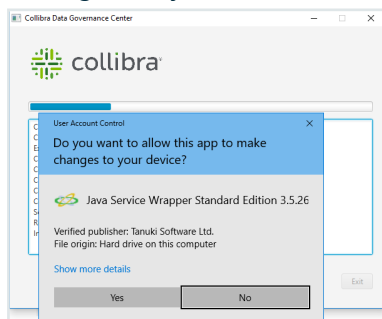 Collibra Data Governance Center
collibra
User Account Control
Do you want to allow this app to make
changes to your device?
Java Service Wrapper Standard Edition 3.5.26
Verified publisher: Tanuki Software Ltd.
File origin: Hard drive on this computer
Show more details
Yes
No
Exit